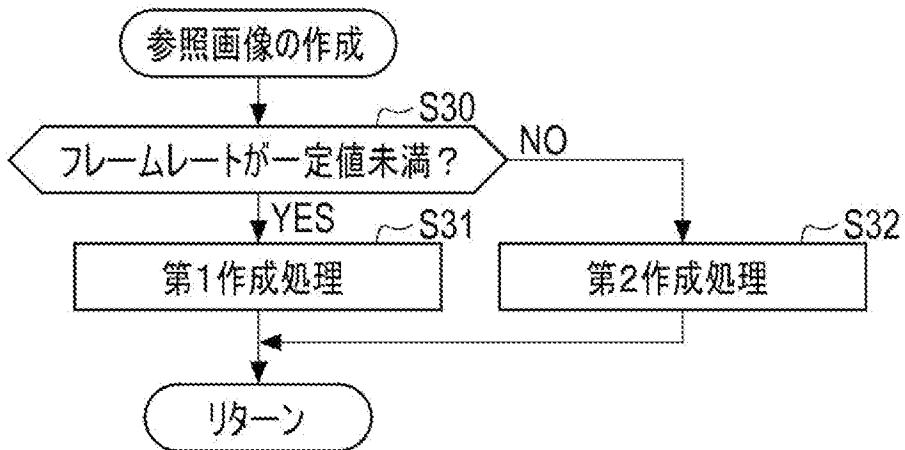 参照画像の作成
S30
フレームレートが一定値未満？
NO
YES
S31
第1作成処理
S32
第2作成処理
リターン